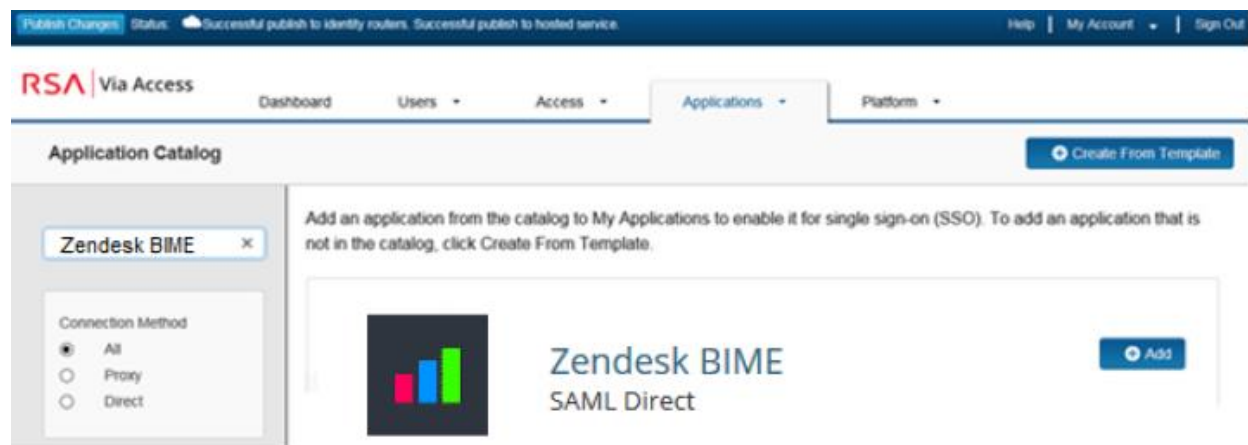 Publish Changes Status: Successful publish to identity routers. Successful publish to hosted service. Help | My Account | Sign Out
RSA Via Access
Dashboard Users Access Applications Platform
Application Catalog Create From Template
Zendesk BIME ×
Add an application from the catalog to My Applications to enable it for single sign-on (SSO). To add an application that is
not in the catalog, click Create From Template.
Connection Method
All
Proxy
Direct
Zendesk BIME
SAML Direct
Add